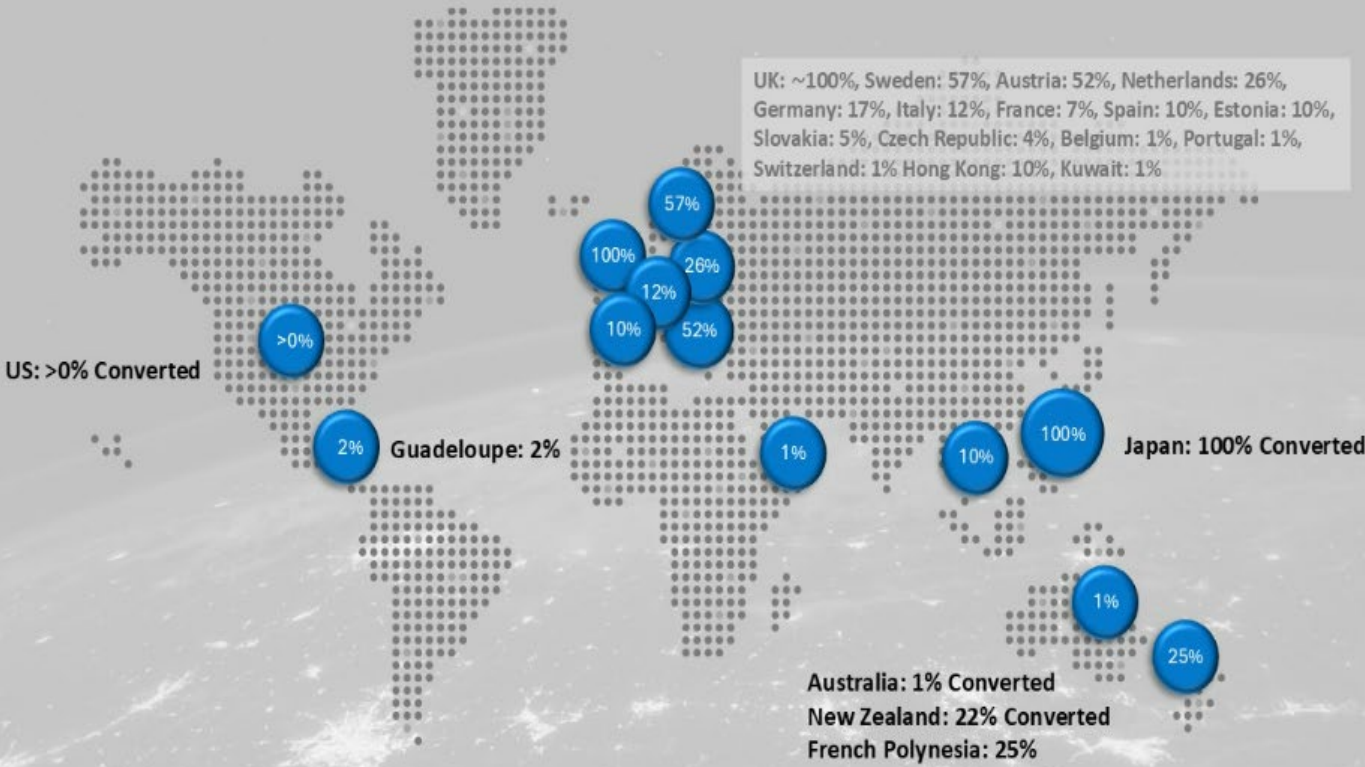 UK: ~100%, Sweden: 57%, Austria: 52%, Netherlands: 26%,
Germany: 17%, Italy: 12%, France: 7%, Spain: 10%, Estonia: 10%,
Slovakia: 5%, Czech Republic: 4%, Belgium: 1%, Portugal: 1%,
Switzerland: 1% Hong Kong: 10%, Kuwait: 1%
57%
100%
26%
12%
10%
52%
>0%
US: >0% Converted
2%
Guadeloupe: 2%
1%
10%
100%
Japan: 100% Converted
1%
25%
Australia: 1% Converted
New Zealand: 22% Converted
French Polynesia: 25%